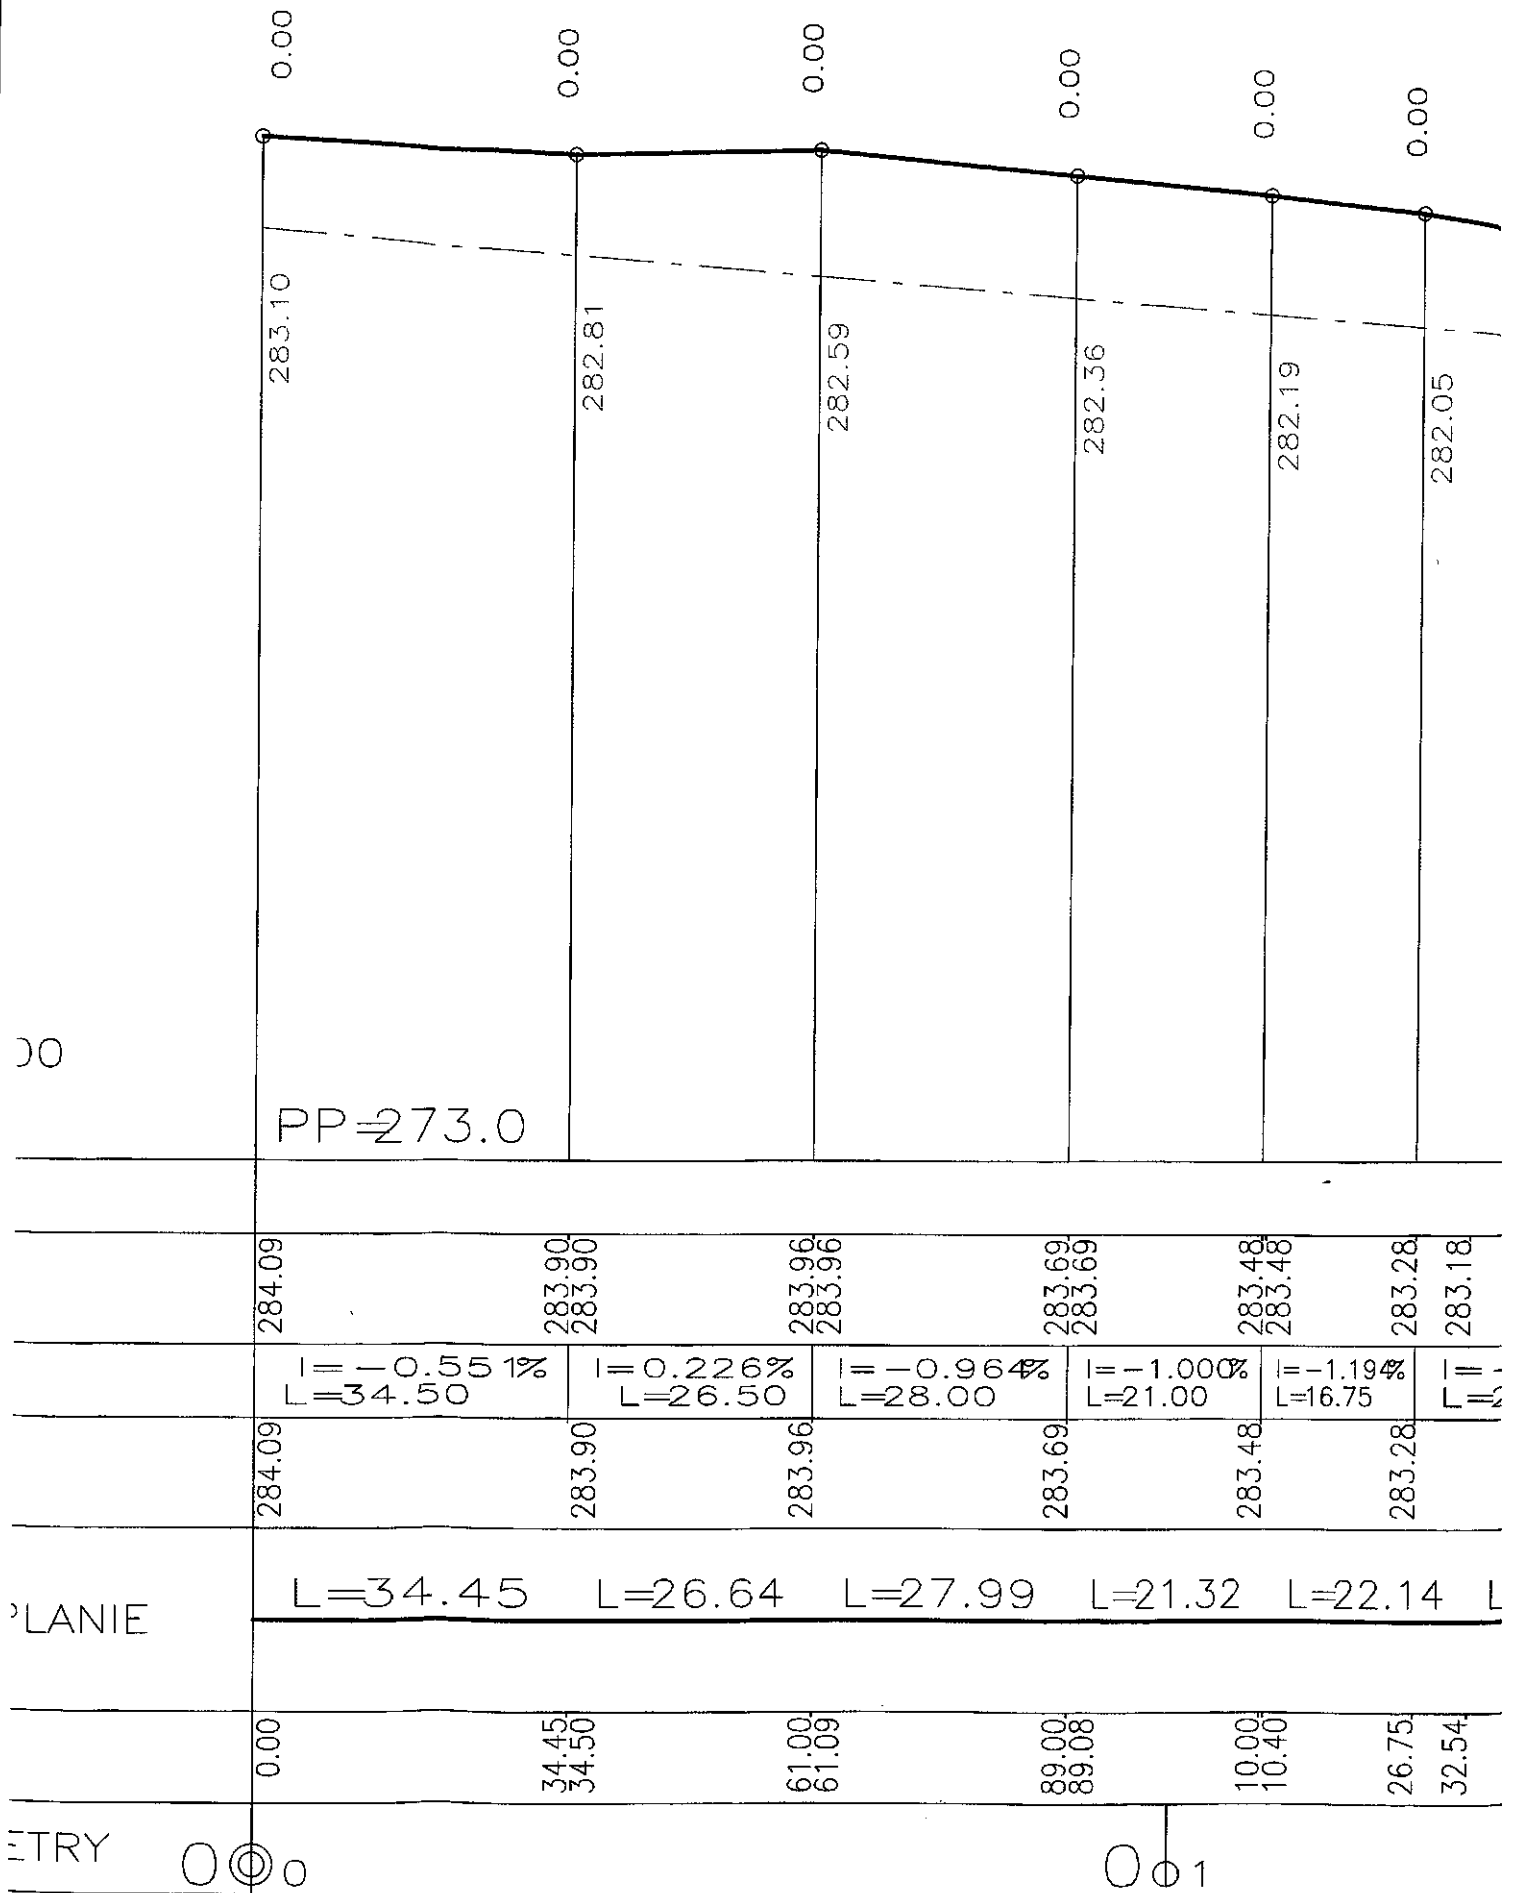 0.00 0.00 0.00 0.00 0.00 0.00
283.10 282.81 282.59 282.36 282.19 282.05
00
PP=273.0
284.09 283.90 283.90 283.96 283.96 283.69 283.69 283.48 283.48 283.28 283.18
I=-0.551% I=0.226% I=-0.964% I=-1.000% I=-1.194% I=-
L=34.50 L=26.50 L=28.00 L=21.00 L=16.75 L=2
284.09 283.90 283.96 283.69 283.48 283.28
L=34.45 L=26.64 L=27.99 L=21.32 L=22.14 L
PLANIE
0.00 34.45 34.50 61.00 61.09 89.00 89.08 10.00 10.40 26.75 32.54
ETRY 0 0 0 1